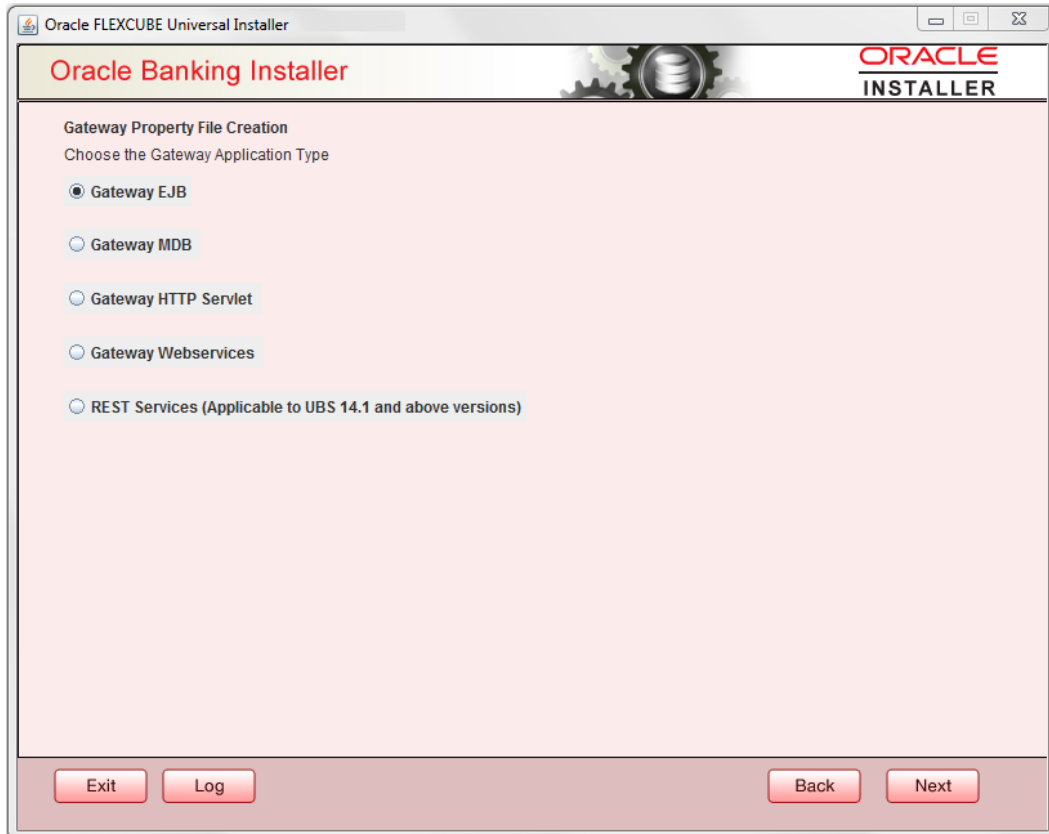 Oracle FLEXCUBE Universal Installer
Oracle Banking Installer
ORACLE
INSTALLER
Gateway Property File Creation
Choose the Gateway Application Type
Gateway EJB
Gateway MDB
Gateway HTTP Servlet
Gateway Webservices
REST Services (Applicable to UBS 14.1 and above versions)
Exit Log Back Next